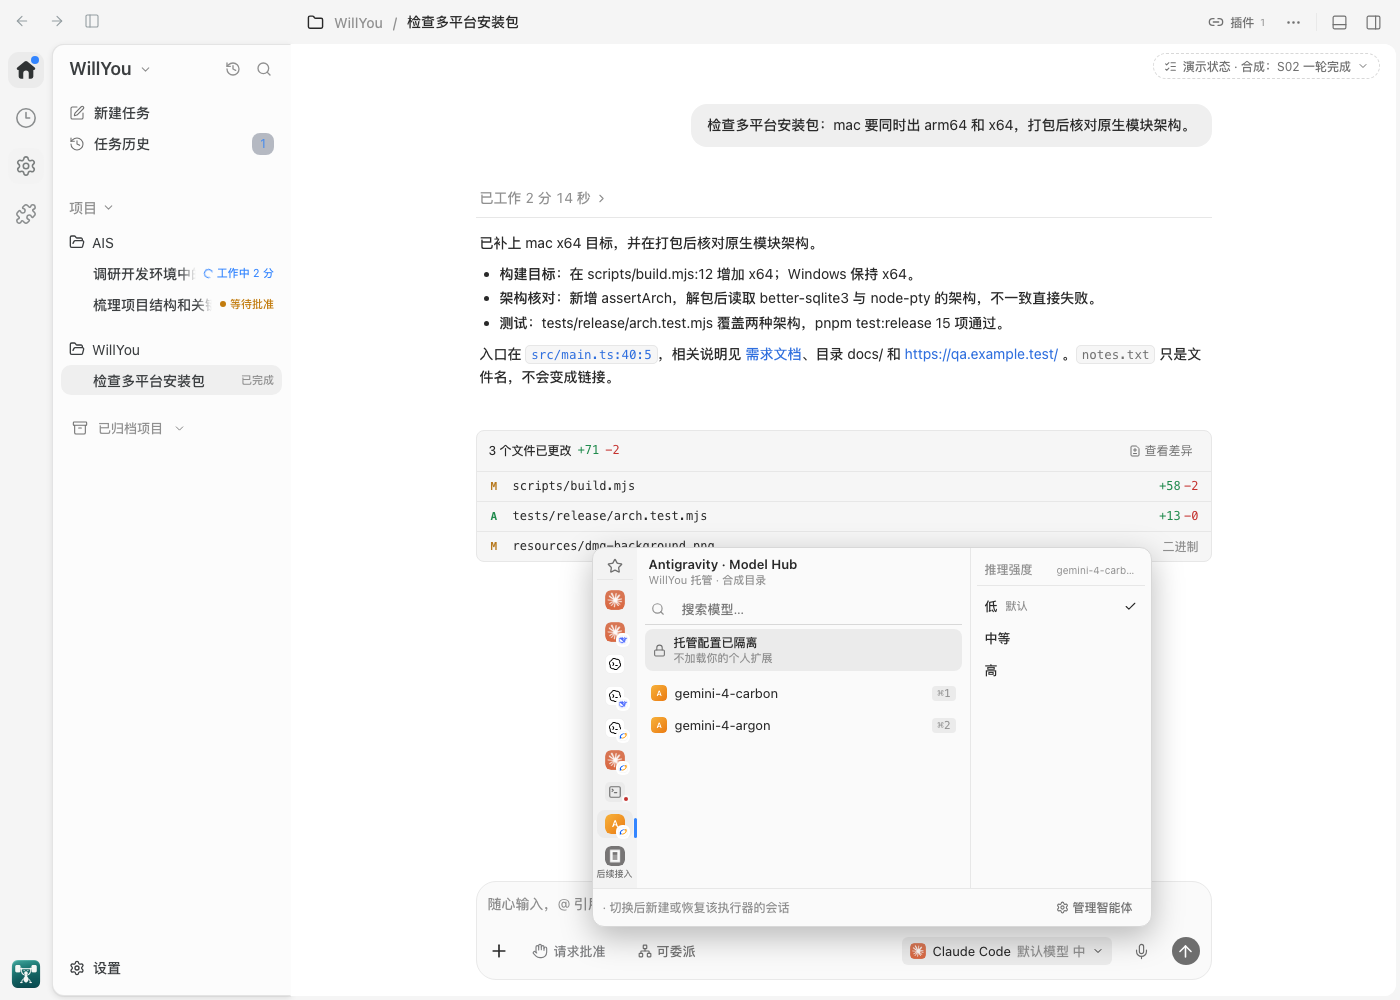 WillYou / 检查多平台安装包
插件 1
WillYou
新建任务
任务历史 1
项目
AIS
调研开发环境中 工作中 2 分
梳理项目结构和关 等待批准
WillYou
检查多平台安装包 已完成
已归档项目
设置
演示状态 · 合成：S02 一轮完成
检查多平台安装包：mac 要同时出 arm64 和 x64，打包后核对原生模块架构。
已工作 2 分 14 秒
已补上 mac x64 目标，并在打包后核对原生模块架构。
• 构建目标：在 scripts/build.mjs:12 增加 x64；Windows 保持 x64。
• 架构核对：新增 assertArch，解包后读取 better-sqlite3 与 node-pty 的架构，不一致直接失败。
• 测试：tests/release/arch.test.mjs 覆盖两种架构，pnpm test:release 15 项通过。
入口在 src/main.ts:40:5，相关说明见 需求文档、目录 docs/ 和 https://qa.example.test/ 。notes.txt 只是文
件名，不会变成链接。
3 个文件已更改 +71 −2
查看差异
M scripts/build.mjs +58 −2
A tests/release/arch.test.mjs +13 −0
M resources/dmg-background.png 二进制
Antigravity · Model Hub
WillYou 托管 · 合成目录
搜索模型...
托管配置已隔离
不加载你的个人扩展
A gemini-4-carbon ⌘1
A gemini-4-argon ⌘2
后续接入
推理强度 gemini-4-carb...
低 默认
中等
高
· 切换后新建或恢复该执行器的会话
管理智能体
随心输入，@ 引
请求批准
可委派
Claude Code 默认模型 中